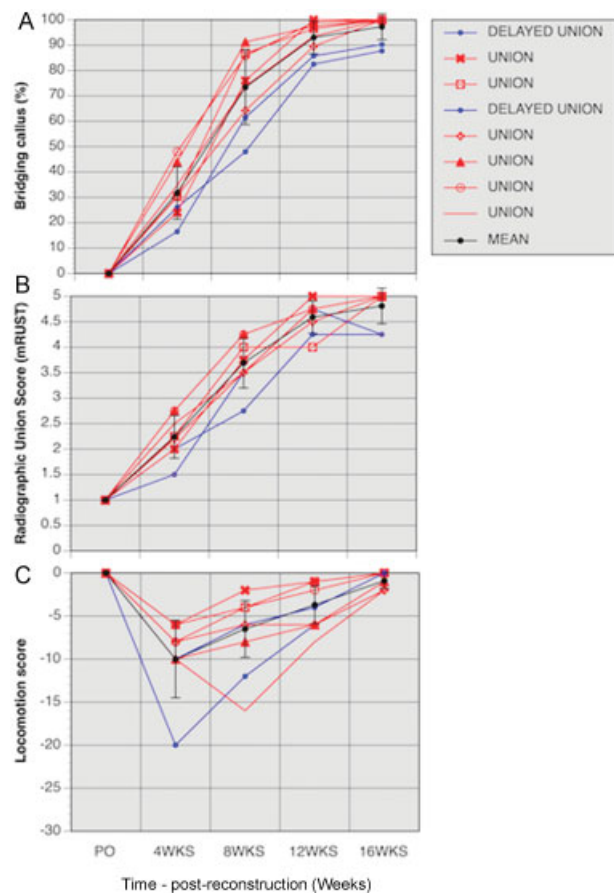 A
Bridging callus (%)
100
90
80
70
60
50
40
30
20
10
0
DELAYED UNION
UNION
UNION
DELAYED UNION
UNION
UNION
UNION
UNION
MEAN
B
Radiographic Union Score (mRUST)
5
4.5
4
3.5
3
2.5
2
1.5
1
0.5
0
C
Locomotion score
0
-5
-10
-15
-20
-25
-30
PO 4WKS 8WKS 12WKS 16WKS
Time - post-reconstruction (Weeks)